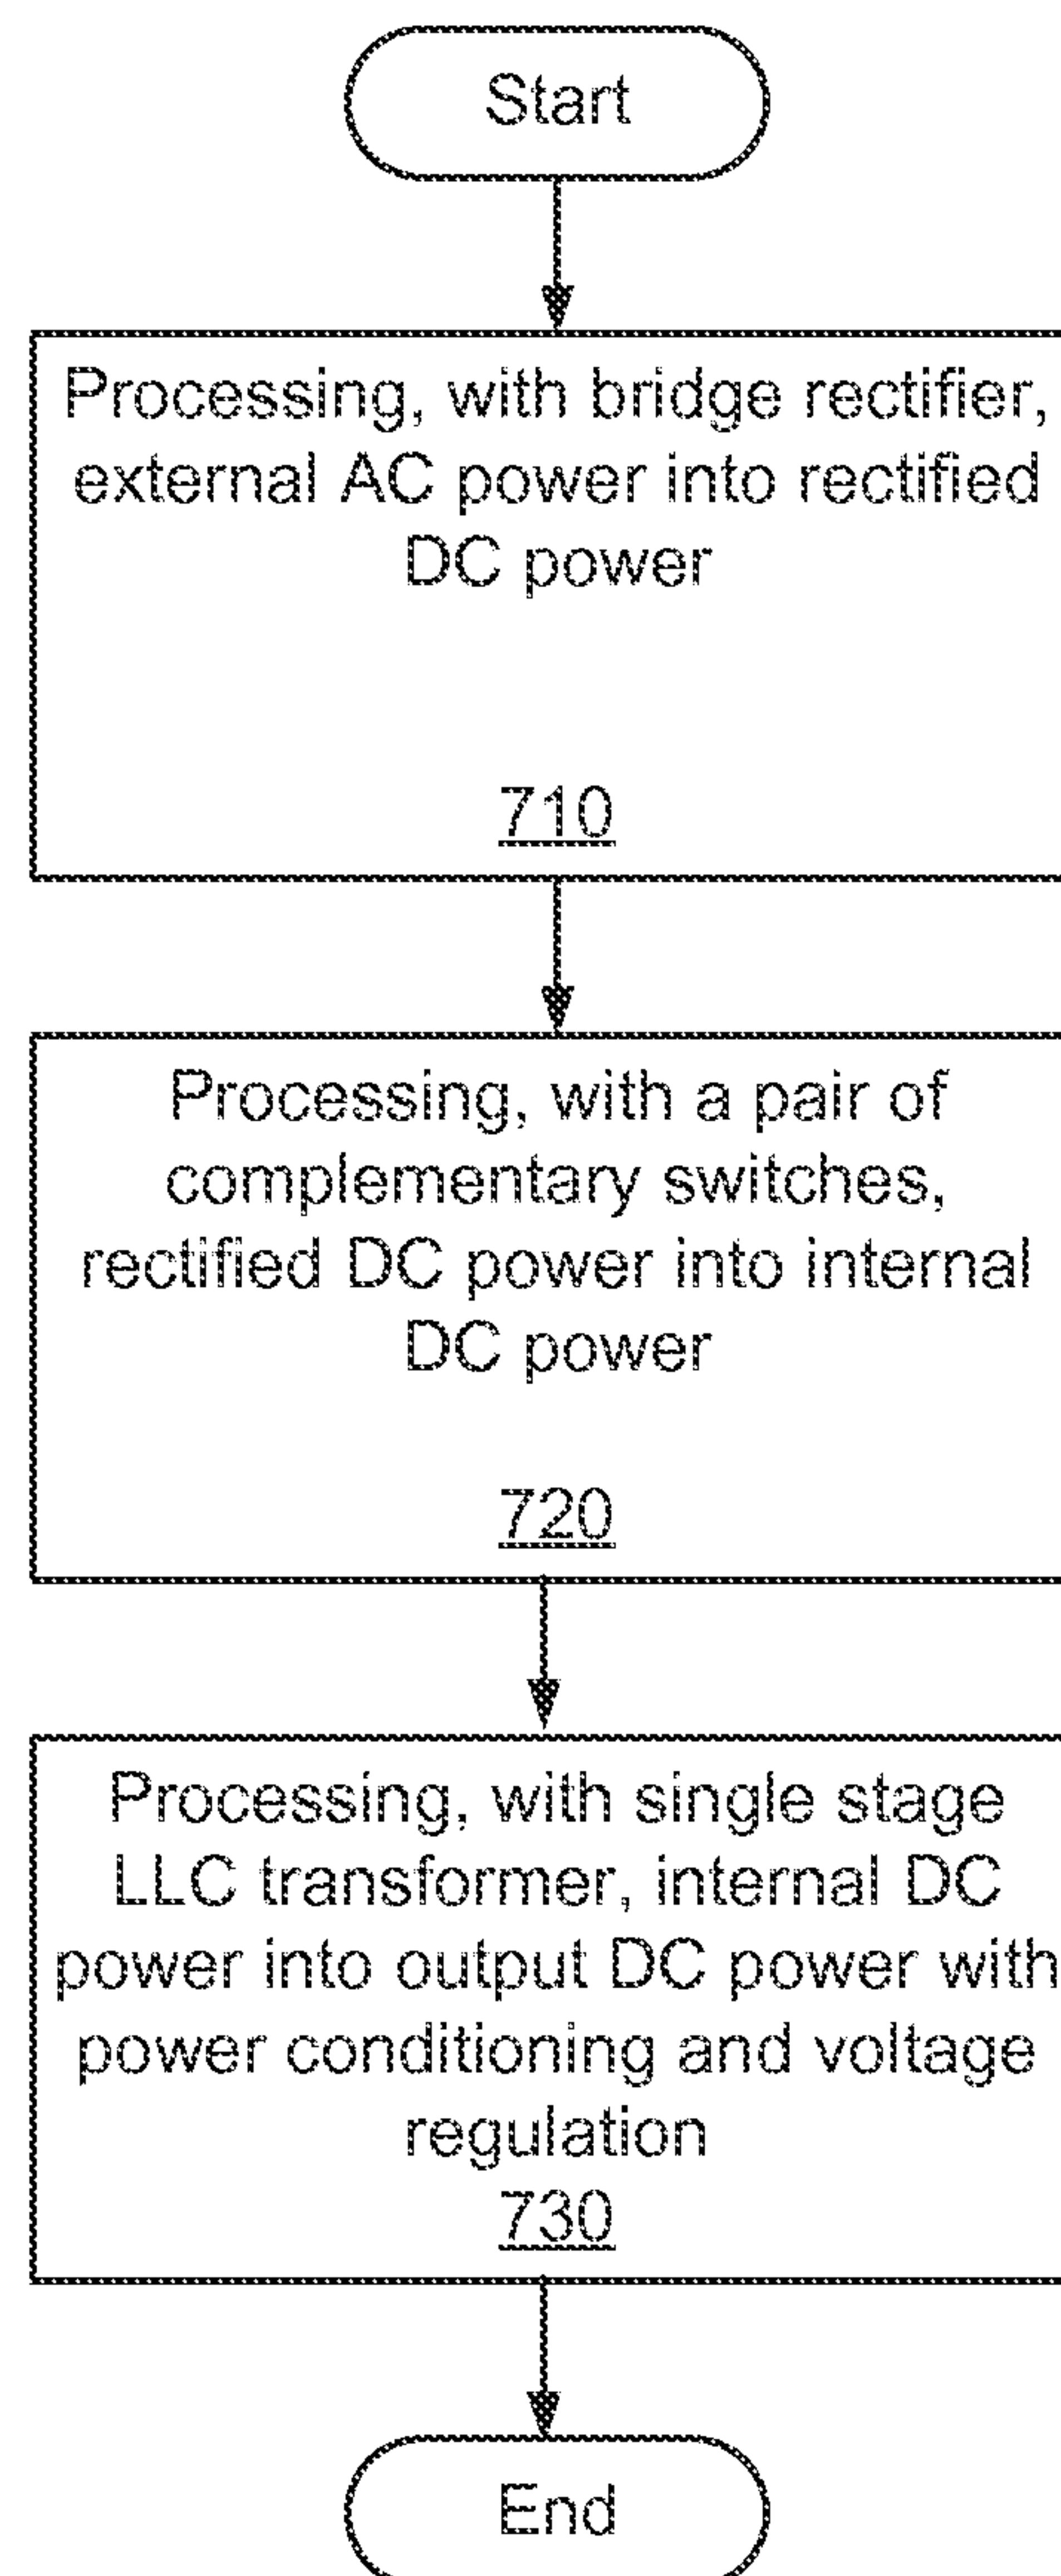 Start
Processing, with bridge rectifier,
external AC power into rectified
DC power
710
Processing, with a pair of
complementary switches,
rectified DC power into internal
DC power
720
Processing, with single stage
LLC transformer, internal DC
power into output DC power with
power conditioning and voltage
regulation
730
End